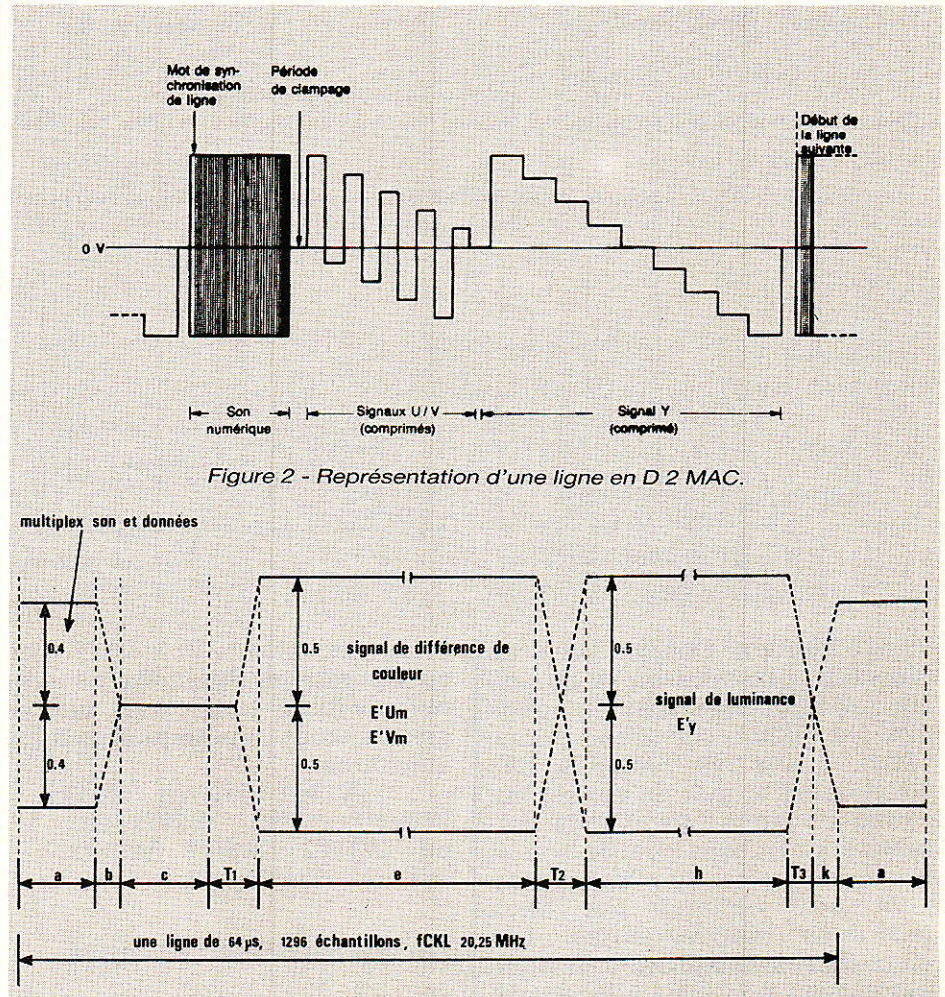 Mot de syn-
chronisation
de ligne
Période
de clampage
Début de
la ligne
suivante
0 V
Son
numérique
Signaux U / V
(comprimés)
Signal Y
(comprimé)
Figure 2 - Représentation d'une ligne en D 2 MAC.
multiplex son et données
0.4
0.4
0.5
0.5
signal de différence de
couleur
E'Um
E'Vm
0.5
0.5
signal de luminance
E'y
a b c T1 e T2 h T3 k a
une ligne de 64 µs, 1296 échantillons, fCKL 20,25 MHz